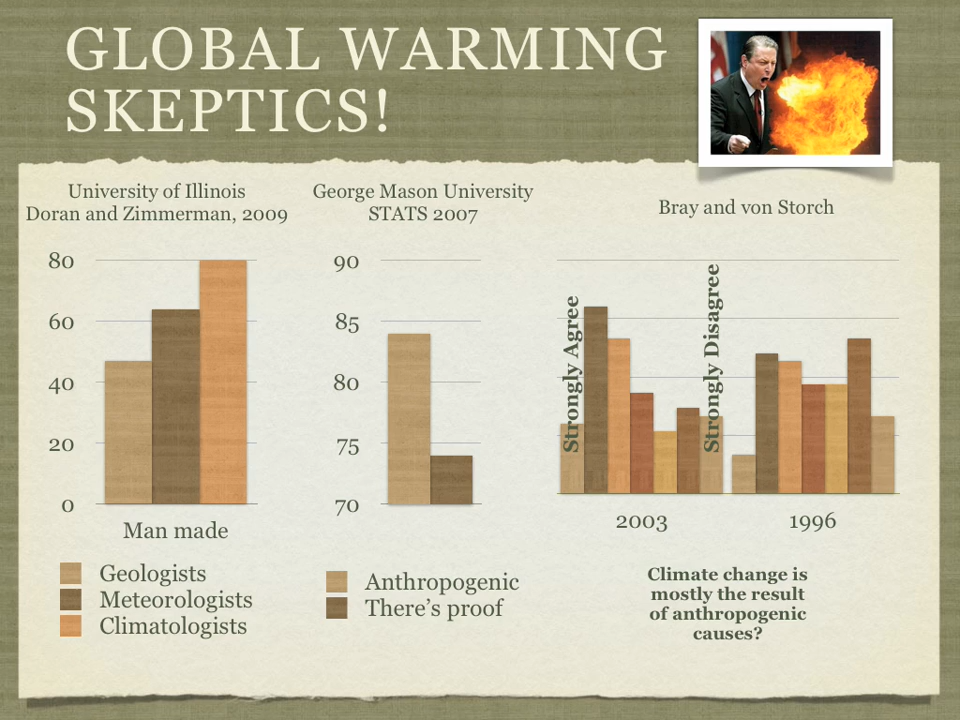 GLOBAL WARMING
SKEPTICS!
University of Illinois
Doran and Zimmerman, 2009
80
60
40
20
0
Man made
Geologists
Meteorologists
Climatologists
George Mason University
STATS 2007
90
85
80
75
70
Anthropogenic
There's proof
Bray and von Storch
Strongly Agree
Strongly Disagree
2003
1996
Climate change is
mostly the result
of anthropogenic
causes?